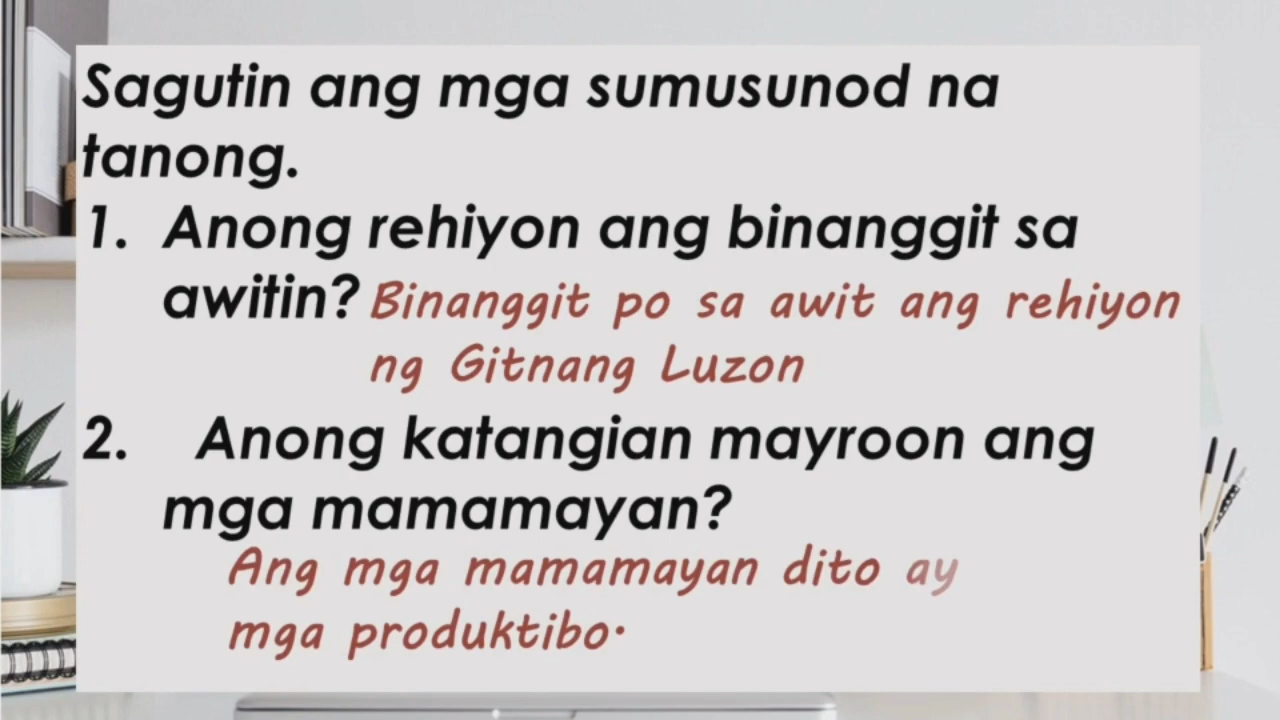 Sagutin ang mga sumusunod na
tanong.
1. Anong rehiyon ang binanggit sa
awitin? Binanggit po sa awit ang rehiyon
ng Gitnang Luzon
2. Anong katangian mayroon ang
mga mamamayan?
Ang mga mamamayan dito ay
mga produktibo.